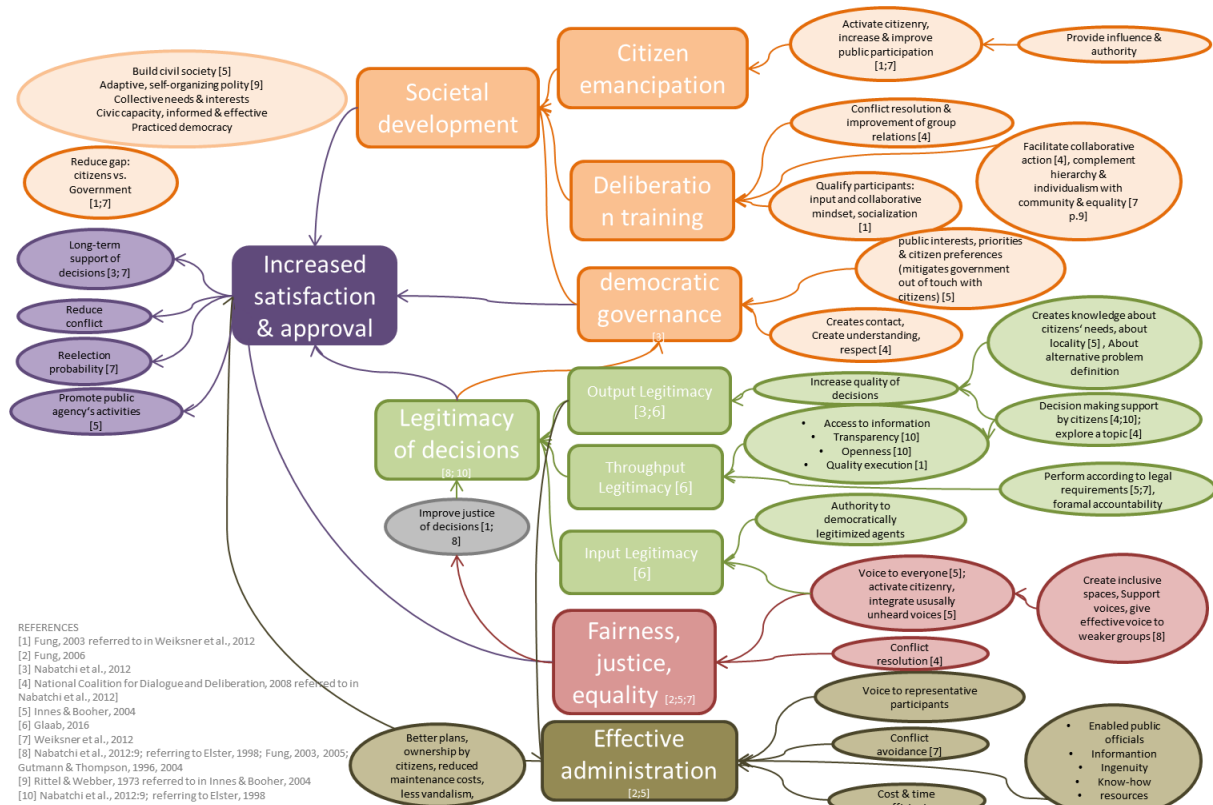 Build civil society [5]
Adaptive, self-organizing polity [9]
Collective needs & interests
Civic capacity, informed & effective
Practiced democracy
Reduce gap:
citizens vs.
Government
[1;7]
Long-term
support of
decisions [3; 7]
Reduce
conflict
Reelection
probability [7]
Promote public
agency's activities
[5]
Societal
development
Increased
satisfaction
& approval
Legitimacy
of decisions
[8; 10]
Improve justice
of decisions [1;
8]
Citizen
emancipation
Activate citizenry,
increase & improve
public participation
[1;7]
Provide influence &
authority
Deliberatio
n training
Conflict resolution &
improvement of group
relations [4]
Facilitate collaborative
action [4], complement
hierarchy &
individualism with
community & equality [7
p.9]
Qualify participants:
input and collaborative
mindset, socialization
[1]
democratic
governance
[3]
public interests, priorities
& citizen preferences
(mitigates government
out of touch with
citizens) [5]
Creates contact,
Create understanding,
respect [4]
Output Legitimacy
[3;6]
Increase quality of
decisions
Creates knowledge about
citizens' needs, about
locality [5] , About
alternative problem
definition
Decision making support
by citizens [4;10];
explore a topic [4]
Throughput
Legitimacy [6]
• Access to information
• Transparency [10]
• Openness [10]
• Quality execution [1]
Perform according to legal
requirements [5;7],
foramal accountability
Input Legitimacy
[6]
Authority to
democratically
legitimized agents
Voice to everyone [5];
activate citizenry,
integrate ususally
unheard voices [5]
Create inclusive
spaces, Support
voices, give
effective voice to
weaker groups [8]
Fairness,
justice,
equality [2;5;7]
Conflict
resolution [4]
Effective
administration
[2;5]
Voice to representative
participants
Conflict
avoidance [7]
Cost & time
• Enabled public
officials
• Informantion
• Ingenuity
• Know-how
• resources
Better plans,
ownership by
citizens, reduced
maintenance costs,
less vandalism,
REFERENCES
[1] Fung, 2003 referred to in Weiksner et al., 2012
[2] Fung, 2006
[3] Nabatchi et al., 2012
[4] National Coalition for Dialogue and Deliberation, 2008 referred to in
Nabatchi et al., 2012]
[5] Innes & Booher, 2004
[6] Glaab, 2016
[7] Weiksner et al., 2012
[8] Nabatchi et al., 2012:9; referring to Elster, 1998; Fung, 2003, 2005;
Gutmann & Thompson, 1996, 2004
[9] Rittel & Webber, 1973 referred to in Innes & Booher, 2004
[10] Nabatchi et al., 2012:9; referring to Elster, 1998